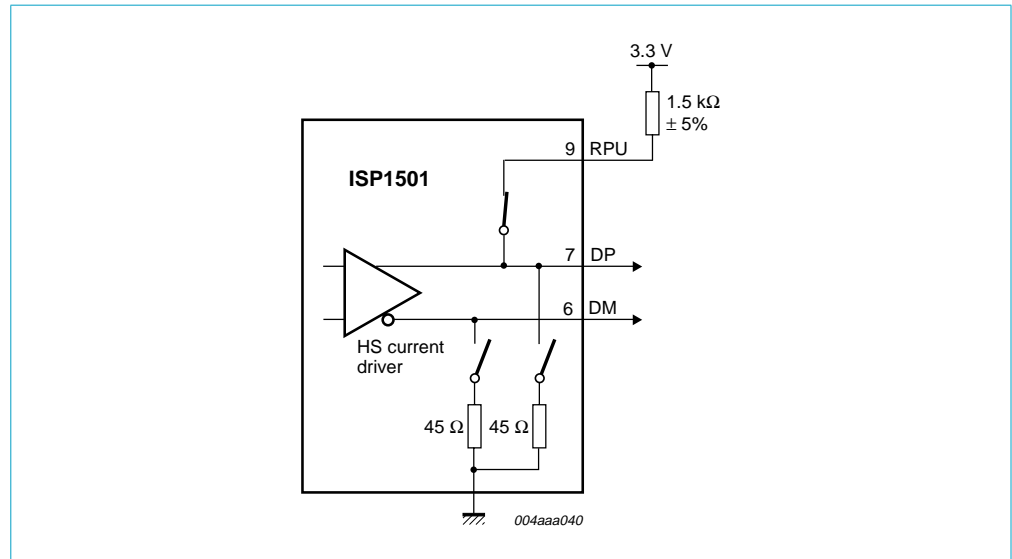 3.3 V
1.5 kΩ
± 5%
9 RPU
ISP1501
7 DP
6 DM
HS current
driver
45 Ω 45 Ω
004aaa040